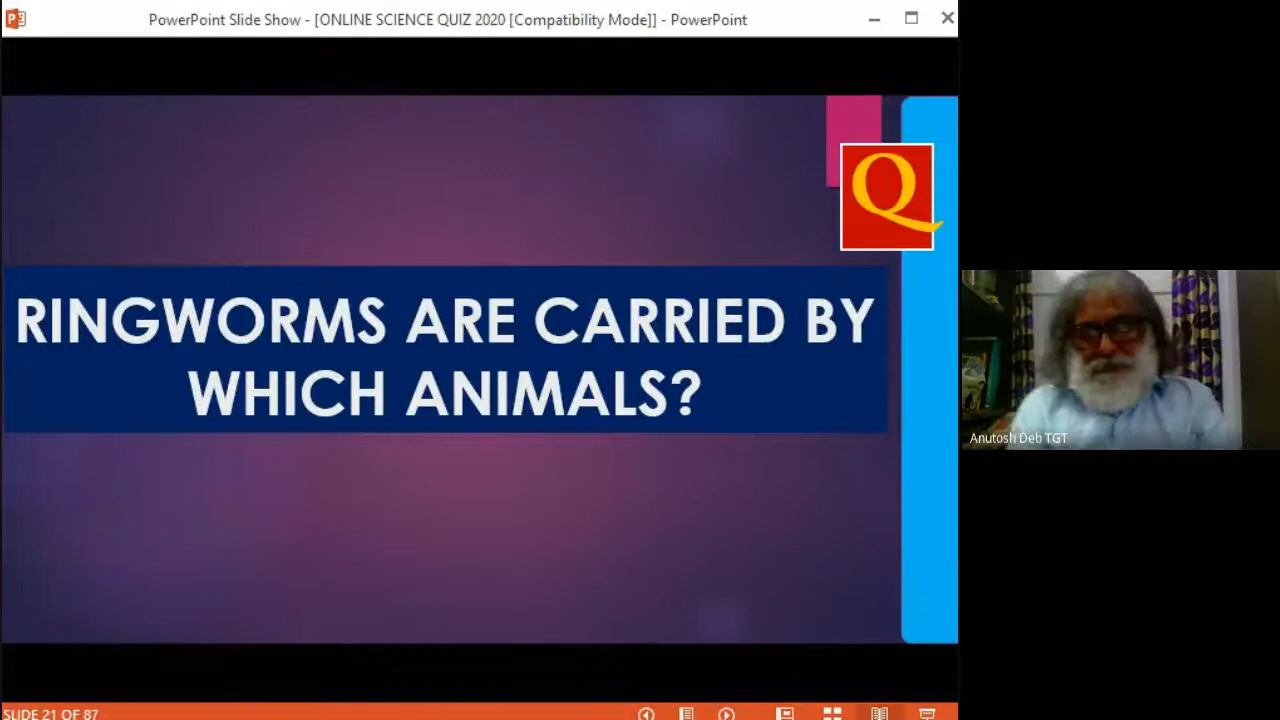 PowerPoint Slide Show - [ONLINE SCIENCE QUIZ 2020 [Compatibility Mode]] - PowerPoint
Q
RINGWORMS ARE CARRIED BY
WHICH ANIMALS?
Anutosh Deb TGT
SLIDE 21 OF 87